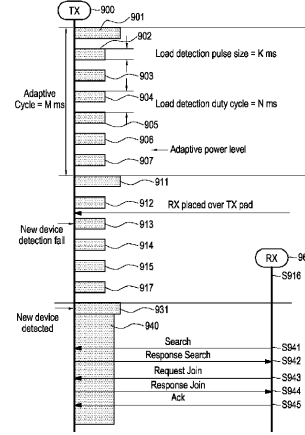 TX
900
901
902
Load detection pulse size = K ms
903
Adaptive
Cycle = M ms
904
Load detection duty cycle = N ms
905
906
Adaptive power level
907
911
912
RX placed over TX pad
New device
detection fail
913
914
RX
915
S916
917
New device
detected
931
940
Search
S941
Response Search
S942
Request Join
S943
Response Join
S944
Ack
S945